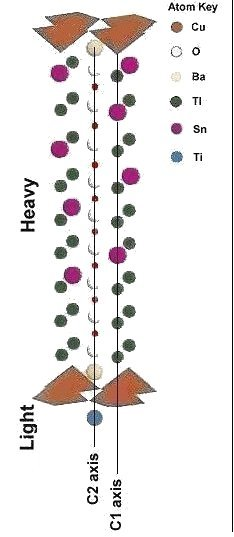 Atom Key
Cu
O
Ba
Tl
Sn
Ti
Heavy
Light
C2 axis
C1 axis